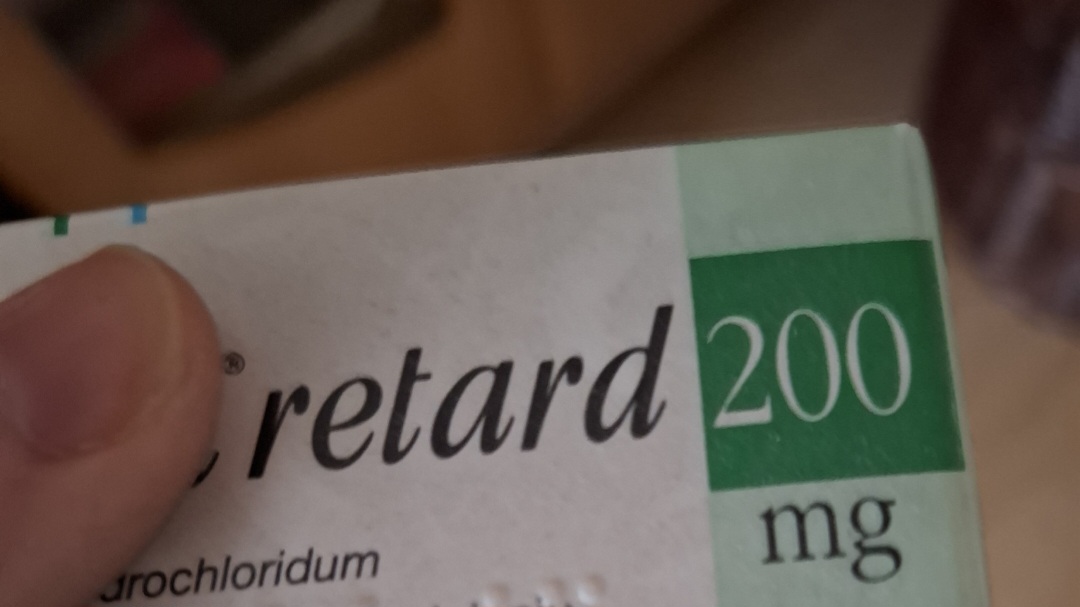 ® retard 200
mg
drochloridum